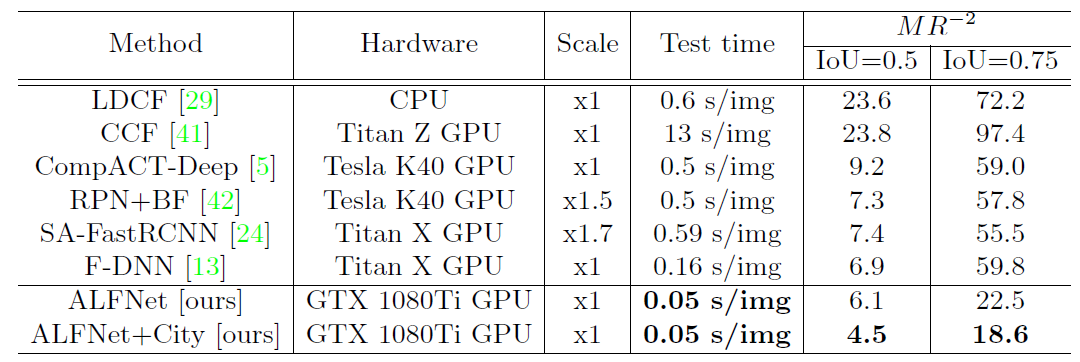 Method Hardware Scale Test time MR⁻²
IoU=0.5 IoU=0.75
LDCF [29] CPU x1 0.6 s/img 23.6 72.2
CCF [41] Titan Z GPU x1 13 s/img 23.8 97.4
CompACT-Deep [5] Tesla K40 GPU x1 0.5 s/img 9.2 59.0
RPN+BF [42] Tesla K40 GPU x1.5 0.5 s/img 7.3 57.8
SA-FastRCNN [24] Titan X GPU x1.7 0.59 s/img 7.4 55.5
F-DNN [13] Titan X GPU x1 0.16 s/img 6.9 59.8
ALFNet [ours] GTX 1080Ti GPU x1 0.05 s/img 6.1 22.5
ALFNet+City [ours] GTX 1080Ti GPU x1 0.05 s/img 4.5 18.6